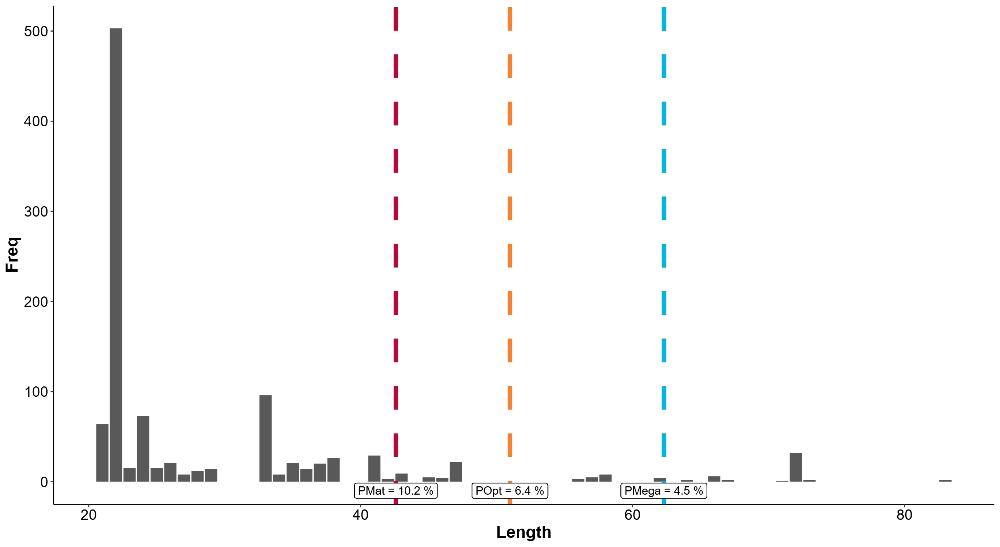 500
400
300
200
100
0
Freq
PMat = 10.2 %
POpt = 6.4 %
PMega = 4.5 %
20
40
60
80
Length